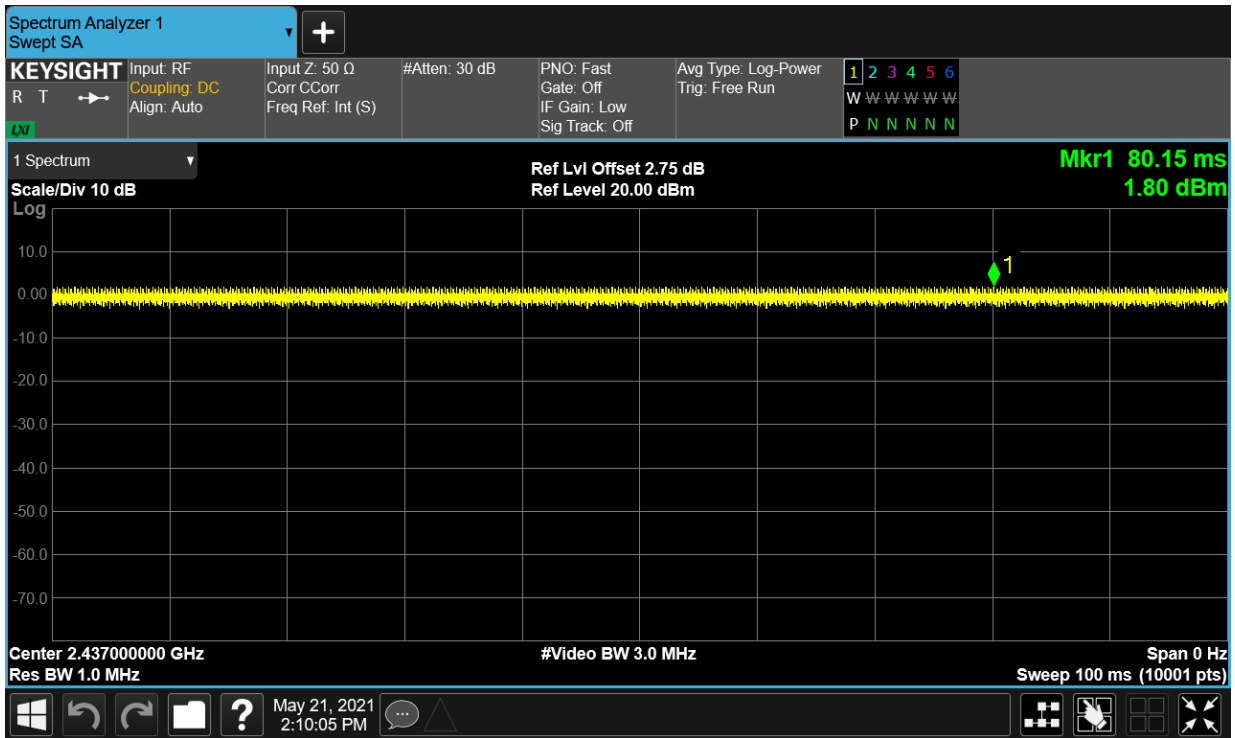 Spectrum Analyzer 1
Swept SA
▼
+
KEYSIGHT
R T
LXI
Input: RF
Coupling: DC
Align: Auto
Input Z: 50 Ω
Corr CCorr
Freq Ref: Int (S)
#Atten: 30 dB
PNO: Fast
Gate: Off
IF Gain: Low
Sig Track: Off
Avg Type: Log-Power
Trig: Free Run
1 2 3 4 5 6
W W W W W W
P N N N N N
1 Spectrum ▼
Scale/Div 10 dB
Log
Ref Lvl Offset 2.75 dB
Ref Level 20.00 dBm
Mkr1 80.15 ms
1.80 dBm
1
10.0
0.00
-10.0
-20.0
-30.0
-40.0
-50.0
-60.0
-70.0
Center 2.437000000 GHz
Res BW 1.0 MHz
#Video BW 3.0 MHz
Span 0 Hz
Sweep 100 ms (10001 pts)
?
May 21, 2021
2:10:05 PM